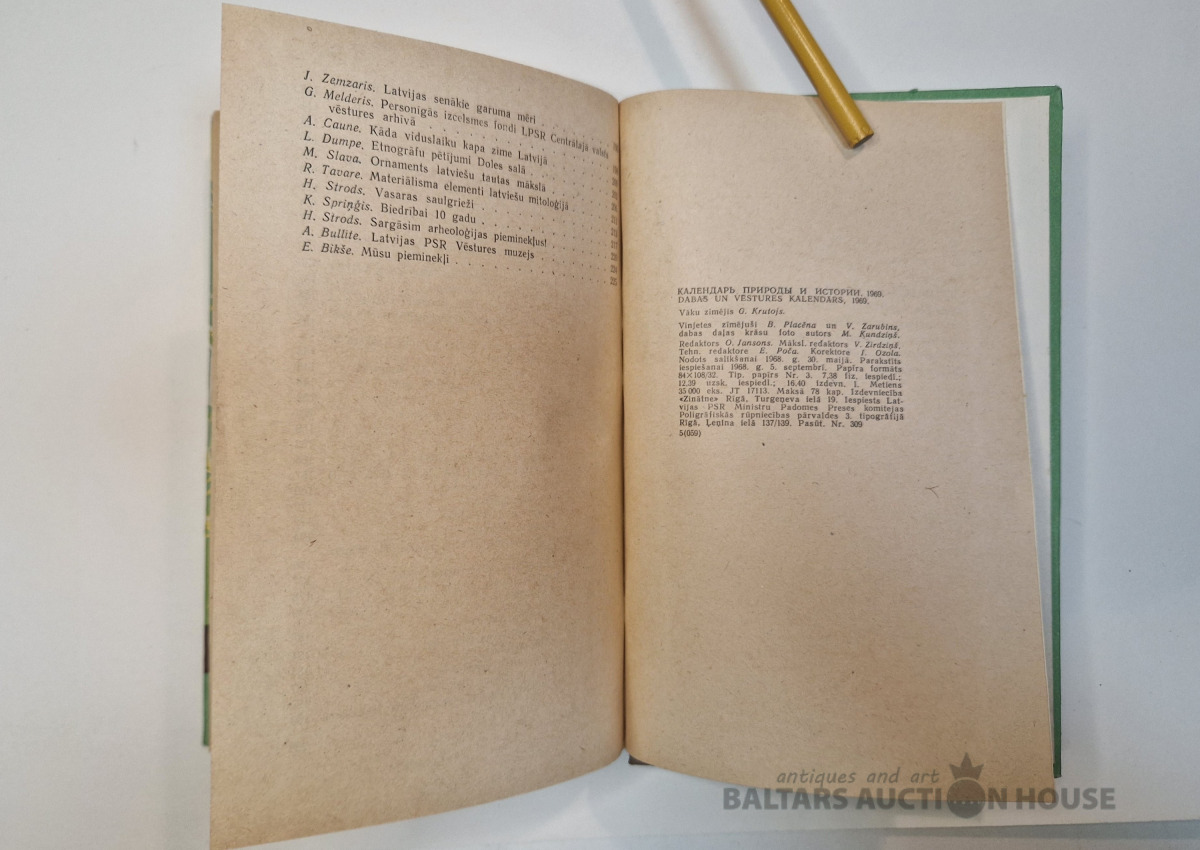 J. Zemzaris. Latvijas senākie garuma mēri . . . . . .
G. Melderis. Personīgās izcelsmes fondi LPSR Centrālajā valsts
vēstures arhīvā . . . . . . . . . .
A. Caune. Kāda viduslaiku kapa zīme Latvijā . . . . .
L. Dumpe. Etnogrāfu pētījumi Doles salā . . . . . .
M. Slava. Ornaments latviešu tautas mākslā . . . . .
R. Tavare. Materiālisma elementi latviešu mitoloģijā . . . .
H. Strods. Vasaras saulgrieži . . . . . . . .
K. Spriņģis. Biedrībai 10 gadu . . . . . . . .
H. Strods. Sargāsim arheoloģijas pieminekļus! . . . . .
A. Bullīte. Latvijas PSR Vēstures muzejs . . . . . .
E. Bikše. Mūsu pieminekļi . . . . . . . . .
КАЛЕНДАРЬ ПРИРОДЫ И ИСТОРИИ, 1969.
DABAS UN VĒSTURES KALENDĀRS, 1969.
Vāku zīmējis G. Krutojs.
Vinjetes zīmējuši B. Placēna un V. Zarubins,
dabas daļas krāsu foto autors M. Kundziņš.
Redaktors O. Jansons. Māksl. redaktors V. Zirdziņš.
Tehn. redaktore E. Poča. Korektore I. Ozola.
Nodots salikšanai 1968. g. 30. maijā. Parakstīts
iespiešanai 1968. g. 5. septembrī. Papīra formāts
84×108/32. Tip. papīrs Nr. 3. 7,38 fiz. iespiedl.;
12,39 uzsk. iespiedl.; 16,40 izdevn. l. Metiens
35 000 eks. JT 17113. Maksā 78 kap. Izdevniecība
«Zinātne» Rīgā, Turgeņeva ielā 19. Iespiests Lat-
vijas PSR Ministru Padomes Preses komitejas
Poligrāfiskās rūpniecības pārvaldes 3. tipogrāfijā
Rīgā, Ļeņina ielā 137/139. Pasūt. Nr. 309
5(059)
antiques and art
BALTARS AUCTION HOUSE